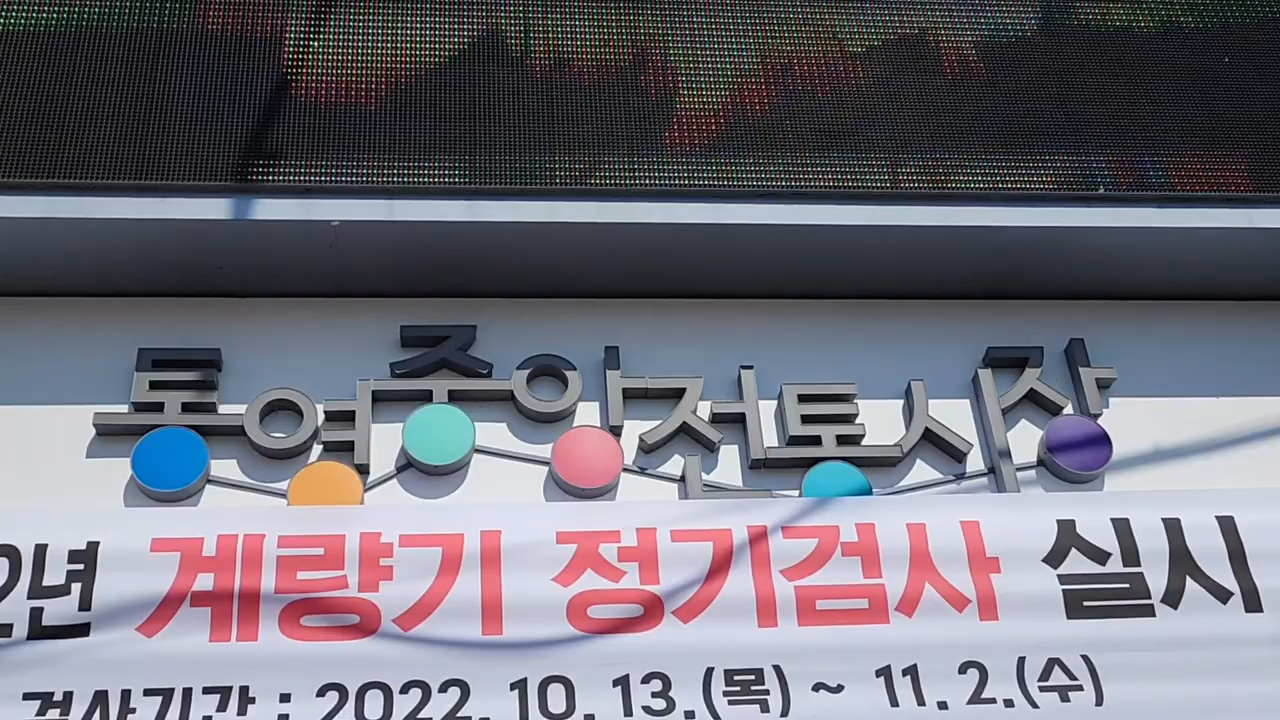 통영중앙전통시장
2년 계량기 정기검사 실시
검사기간 : 2022. 10. 13.(목) ~ 11. 2.(수)